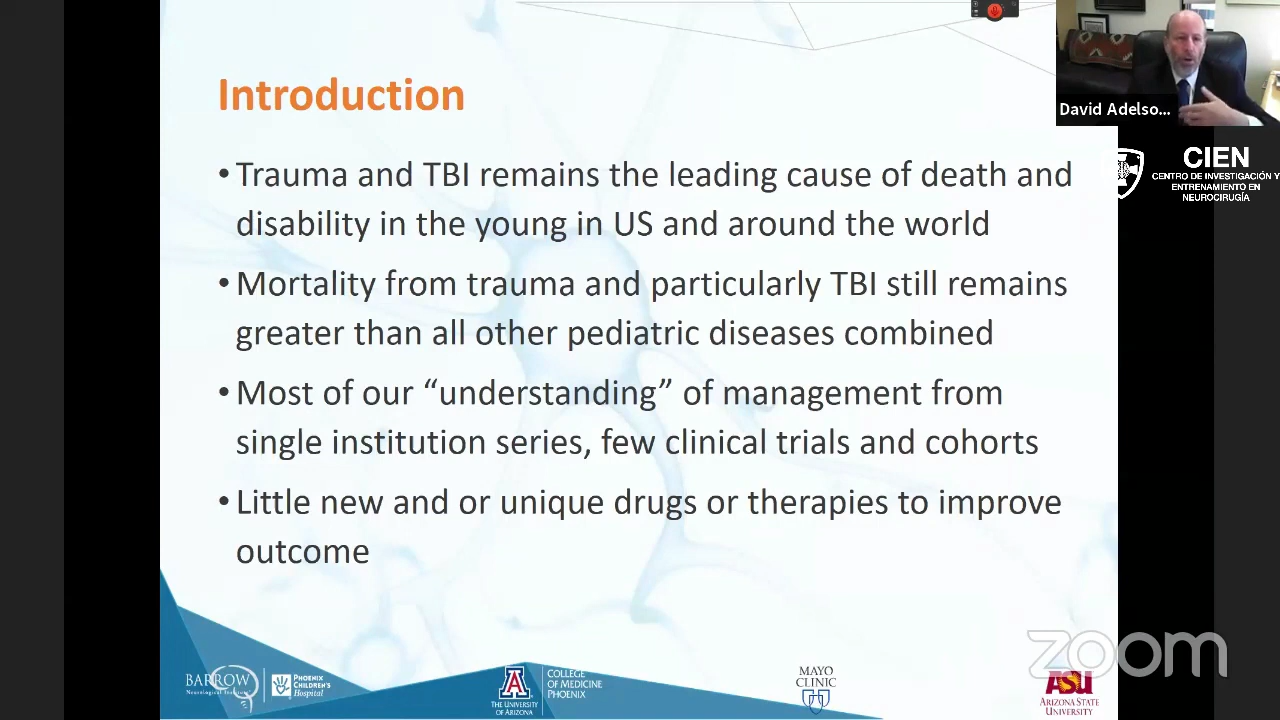 Introduction
• Trauma and TBI remains the leading cause of death and
disability in the young in US and around the world
• Mortality from trauma and particularly TBI still remains
greater than all other pediatric diseases combined
• Most of our “understanding” of management from
single institution series, few clinical trials and cohorts
• Little new and or unique drugs or therapies to improve
outcome
David Adelso...
CIEN
CENTRO DE INVESTIGACIÓN Y
ENTRENAMIENTO EN
NEUROCIRUGÍA
BARROW
Neurological Institute
PHOENIX
CHILDREN'S
Hospital
THE UNIVERSITY
OF ARIZONA
COLLEGE
OF MEDICINE
PHOENIX
MAYO
CLINIC
zoom
ASU
ARIZONA STATE
UNIVERSITY